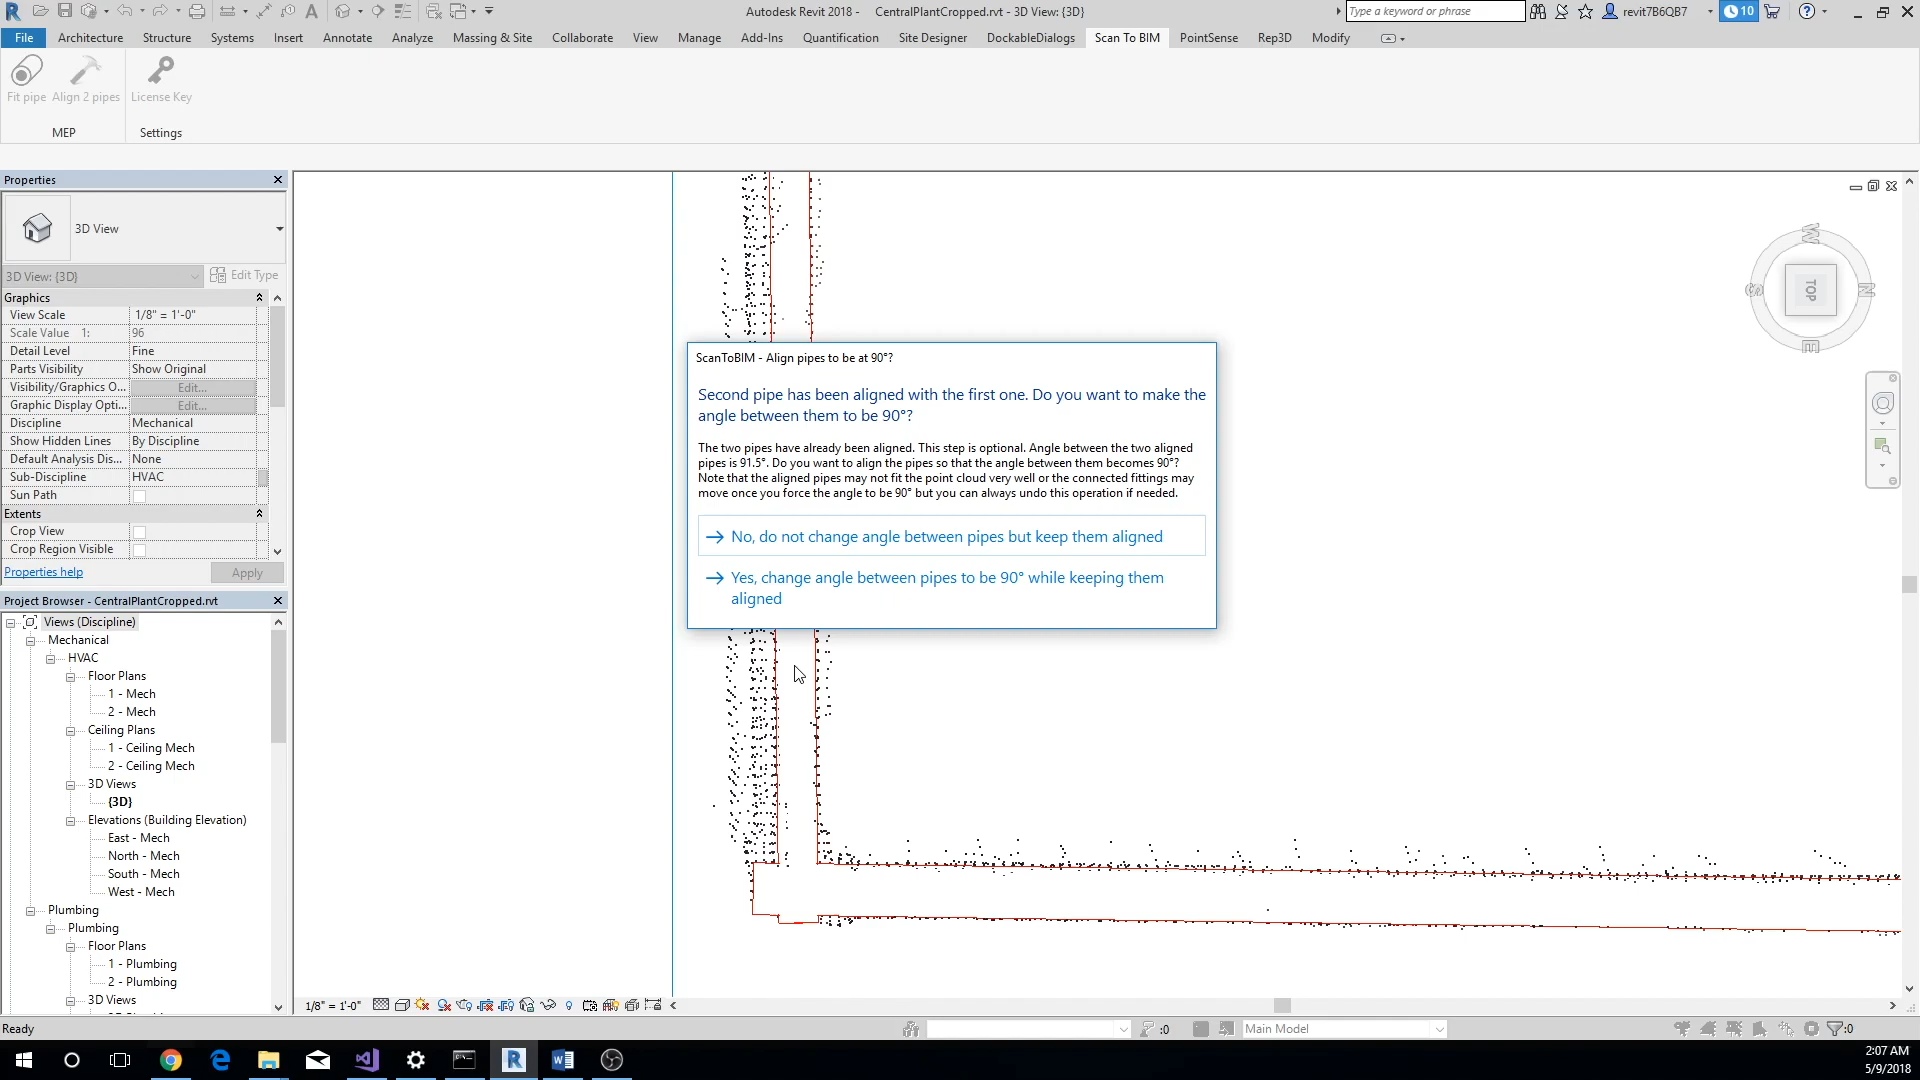 Autodesk Revit 2018 - CentralPlantCropped.rvt - 3D View: {3D}
Type a keyword or phrase
revit7B6QB7
10
File Architecture Structure Systems Insert Annotate Analyze Massing & Site Collaborate View Manage Add-Ins Quantification Site Designer DockableDialogs Scan To BIM PointSense Rep3D Modify
Fit pipe Align 2 pipes License Key
MEP Settings
Properties
3D View
3D View: {3D} Edit Type
Graphics
View Scale 1/8" = 1'-0"
Scale Value 1: 96
Detail Level Fine
Parts Visibility Show Original
Visibility/Graphics O... Edit...
Graphic Display Opti... Edit...
Discipline Mechanical
Show Hidden Lines By Discipline
Default Analysis Dis... None
Sub-Discipline HVAC
Sun Path
Extents
Crop View
Crop Region Visible
Properties help Apply
Project Browser - CentralPlantCropped.rvt
Views (Discipline)
Mechanical
HVAC
Floor Plans
1 - Mech
2 - Mech
Ceiling Plans
1 - Ceiling Mech
2 - Ceiling Mech
3D Views
{3D}
Elevations (Building Elevation)
East - Mech
North - Mech
South - Mech
West - Mech
Plumbing
Plumbing
Floor Plans
1 - Plumbing
2 - Plumbing
3D Views
TOP
W
N
E
S
ScanToBIM - Align pipes to be at 90°?
Second pipe has been aligned with the first one. Do you want to make the
angle between them to be 90°?
The two pipes have already been aligned. This step is optional. Angle between the two aligned
pipes is 91.5°. Do you want to align the pipes so that the angle between them becomes 90°?
Note that the aligned pipes may not fit the point cloud very well or the connected fittings may
move once you force the angle to be 90° but you can always undo this operation if needed.
No, do not change angle between pipes but keep them aligned
Yes, change angle between pipes to be 90° while keeping them
aligned
1/8" = 1'-0"
Ready
:0
Main Model
:0
2:07 AM
5/9/2018